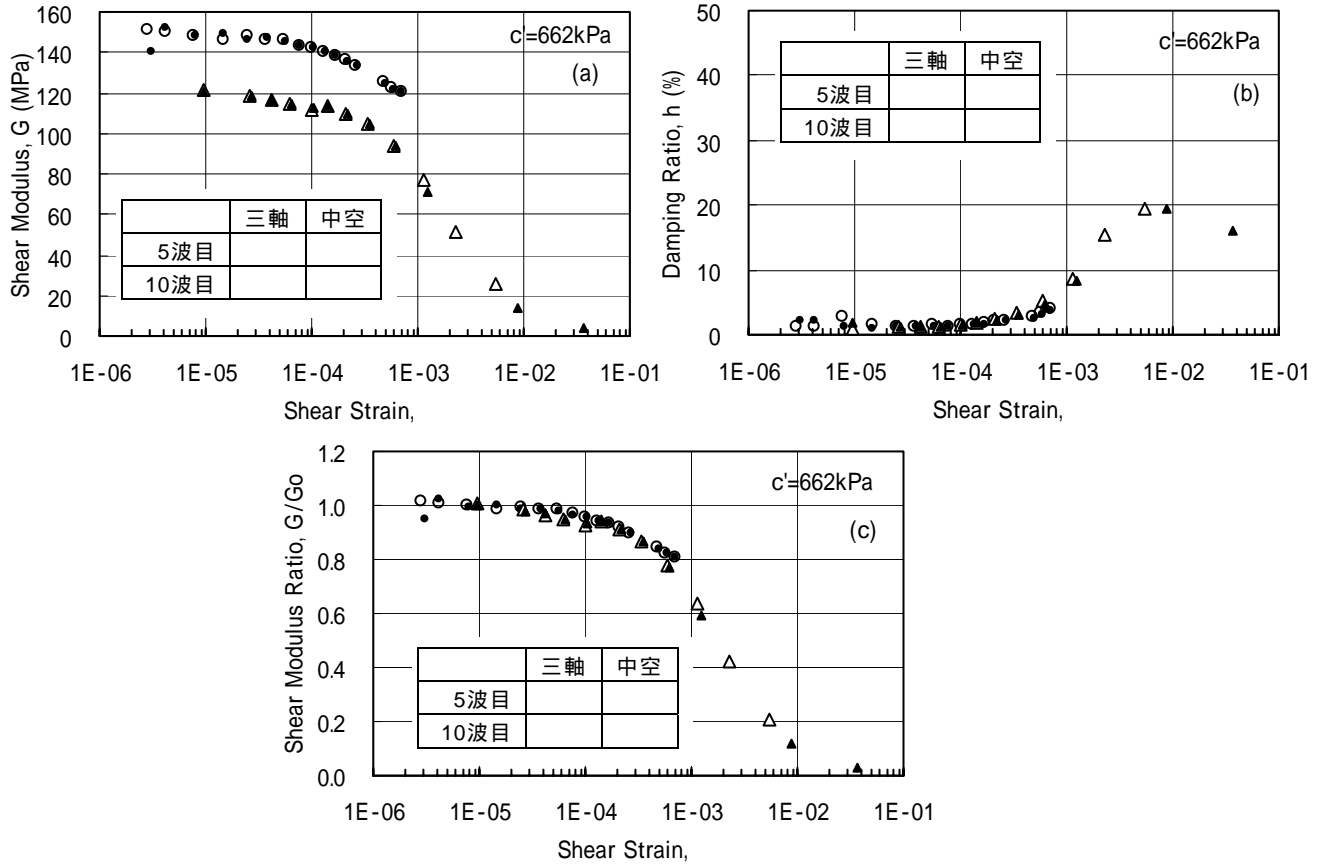 160
140
120
100
80
60
40
20
0
Shear Modulus, G (MPa)
c'=662kPa
(a)
三軸 中空
5波目
10波目
1E-06 1E-05 1E-04 1E-03 1E-02 1E-01
Shear Strain,
50
40
30
20
10
0
Damping Ratio, h (%)
c'=662kPa
(b)
三軸 中空
5波目
10波目
1E-06 1E-05 1E-04 1E-03 1E-02 1E-01
Shear Strain,
1.2
1.0
0.8
0.6
0.4
0.2
0.0
Shear Modulus Ratio, G/Go
c'=662kPa
(c)
三軸 中空
5波目
10波目
1E-06 1E-05 1E-04 1E-03 1E-02 1E-01
Shear Strain,